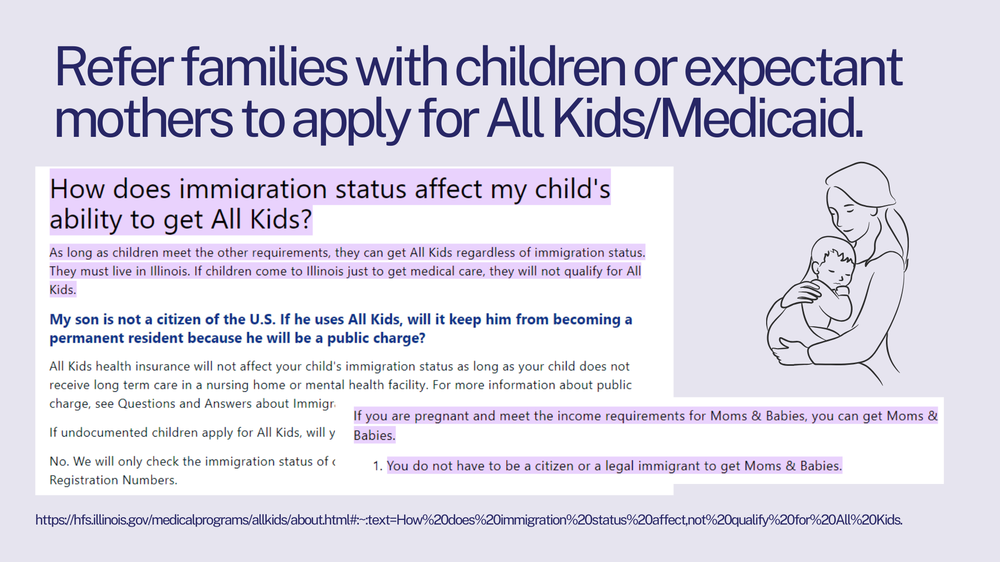 Refer families with children or expectant
mothers to apply for All Kids/Medicaid.
How does immigration status affect my child's
ability to get All Kids?
As long as children meet the other requirements, they can get All Kids regardless of immigration status.
They must live in Illinois. If children come to Illinois just to get medical care, they will not qualify for All
Kids.
My son is not a citizen of the U.S. If he uses All Kids, will it keep him from becoming a
permanent resident because he will be a public charge?
All Kids health insurance will not affect your child's immigration status as long as your child does not
receive long term care in a nursing home or mental health facility. For more information about public
charge, see Questions and Answers about Immigr
If undocumented children apply for All Kids, will y
No. We will only check the immigration status of
Registration Numbers.
If you are pregnant and meet the income requirements for Moms & Babies, you can get Moms &
Babies.
1. You do not have to be a citizen or a legal immigrant to get Moms & Babies.
https://hfs.illinois.gov/medicalprograms/allkids/about.html#:~:text=How%20does%20immigration%20status%20affect,not%20qualify%20for%20All%20Kids.